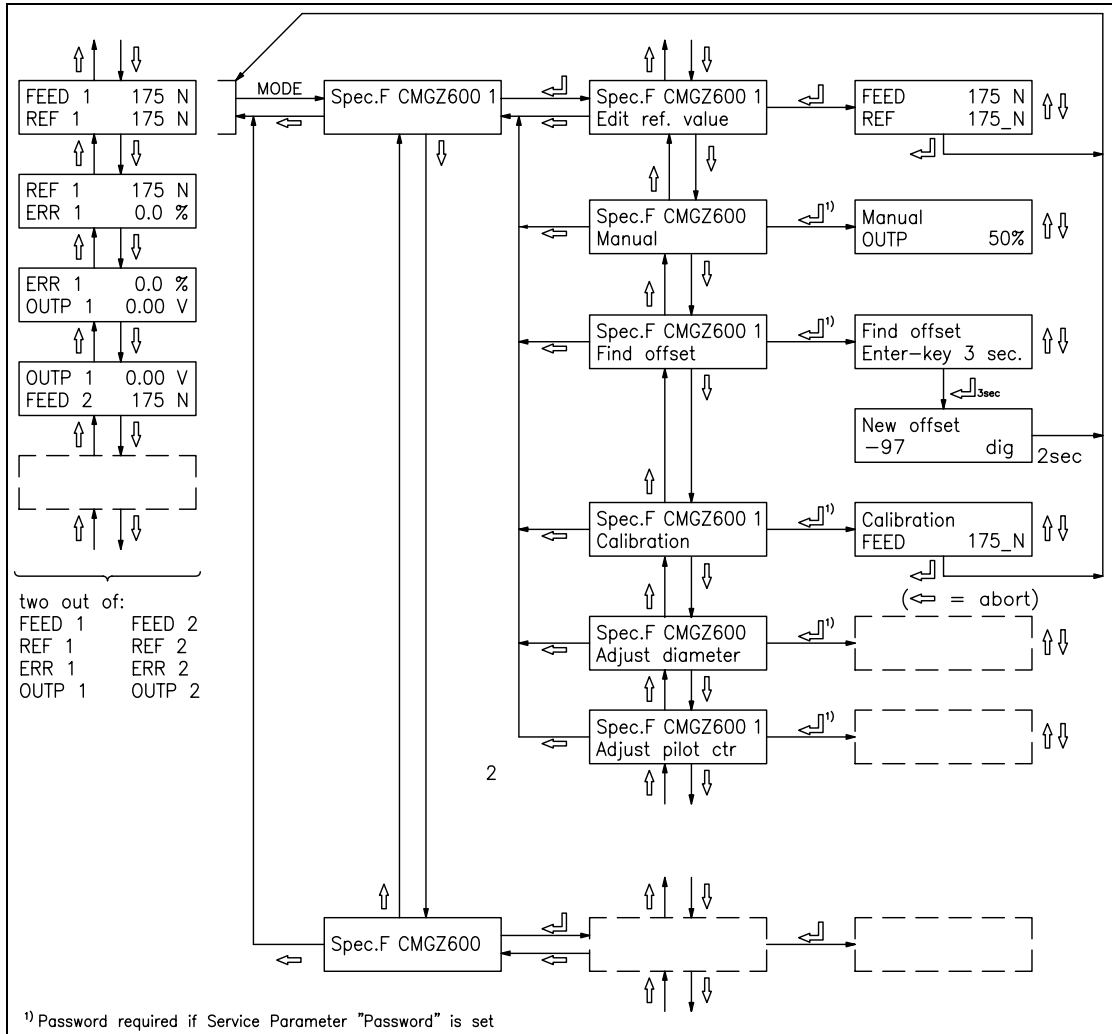 FEED 1 175 N
REF 1 175 N
REF 1 175 N
ERR 1 0.0 %
ERR 1 0.0 %
OUTP 1 0.00 V
OUTP 1 0.00 V
FEED 2 175 N
two out of:
FEED 1 FEED 2
REF 1 REF 2
ERR 1 ERR 2
OUTP 1 OUTP 2
MODE
Spec.F CMGZ600 1
Spec.F CMGZ600 1
Edit ref. value
FEED 175 N
REF 175_N
Spec.F CMGZ600
Manual
1)
Manual
OUTP 50%
Spec.F CMGZ600 1
Find offset
1)
Find offset
Enter-key 3 sec.
3sec
New offset
-97 dig
2sec
Spec.F CMGZ600 1
Calibration
1)
Calibration
FEED 175_N
(⇦ = abort)
Spec.F CMGZ600
Adjust diameter
1)
Spec.F CMGZ600 1
Adjust pilot ctr
1)
2
Spec.F CMGZ600
1) Password required if Service Parameter "Password" is set